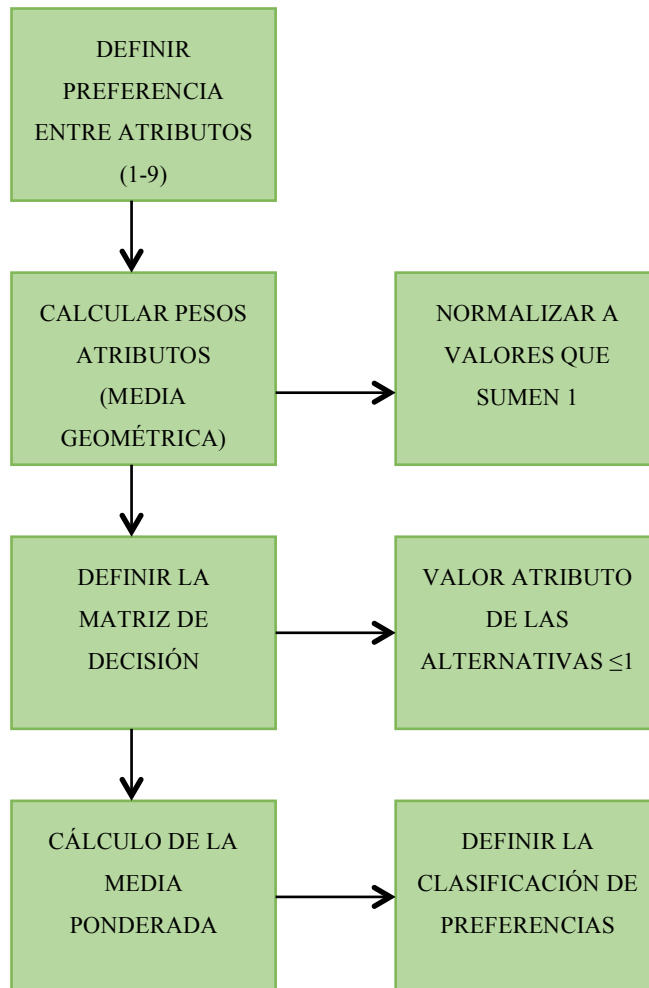 DEFINIR
PREFERENCIA
ENTRE ATRIBUTOS
(1-9)
CALCULAR PESOS
ATRIBUTOS
(MEDIA
GEOMÉTRICA)
NORMALIZAR A
VALORES QUE
SUMEN 1
DEFINIR LA
MATRIZ DE
DECISIÓN
VALOR ATRIBUTO
DE LAS
ALTERNATIVAS ≤1
CÁLCULO DE LA
MEDIA
PONDERADA
DEFINIR LA
CLASIFICACIÓN DE
PREFERENCIAS